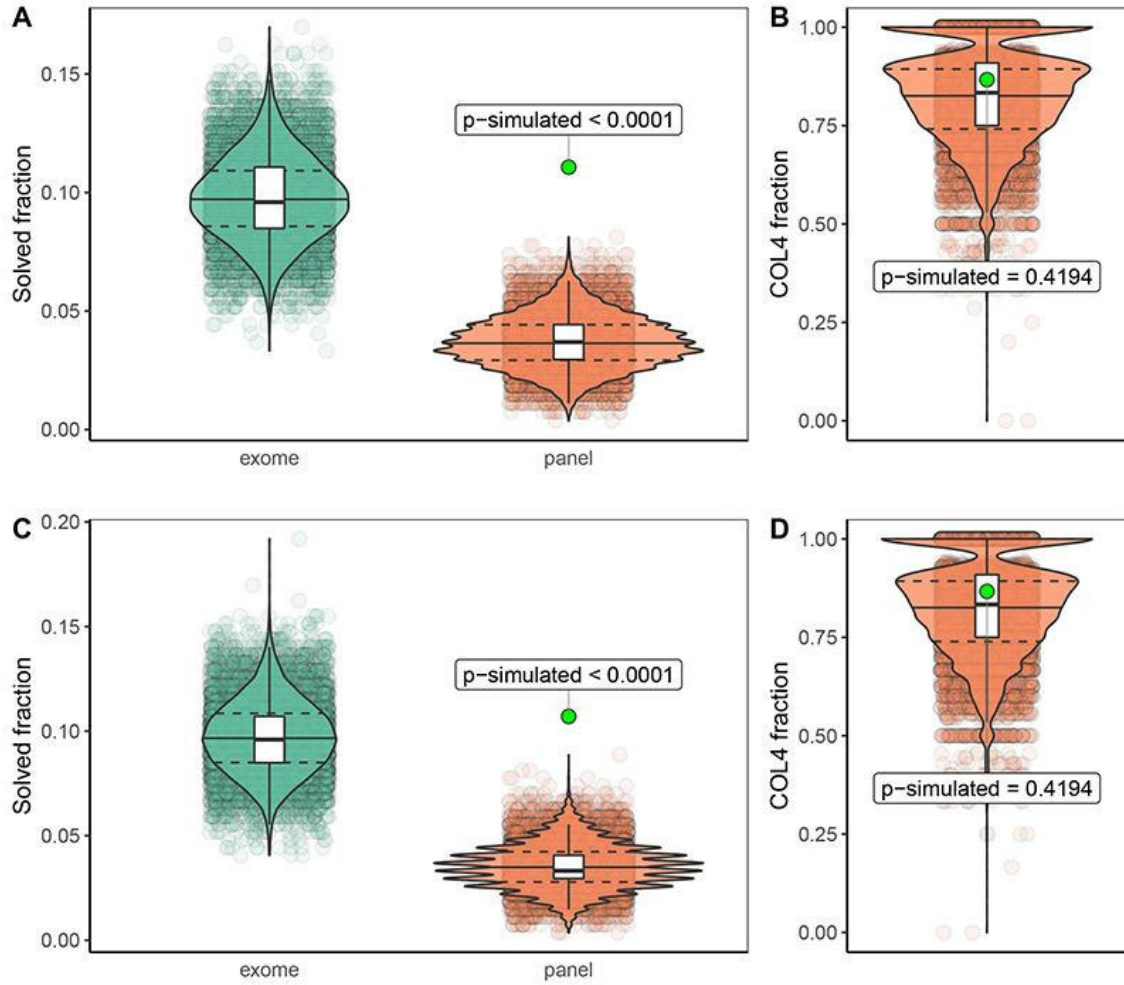 A
Solved fraction
0.15
0.10
0.05
0.00
p-simulated < 0.0001
exome
panel
B
COL4 fraction
1.00
0.75
0.50
0.25
0.00
p-simulated = 0.4194
C
Solved fraction
0.20
0.15
0.10
0.05
0.00
p-simulated < 0.0001
exome
panel
D
COL4 fraction
1.00
0.75
0.50
0.25
0.00
p-simulated = 0.4194